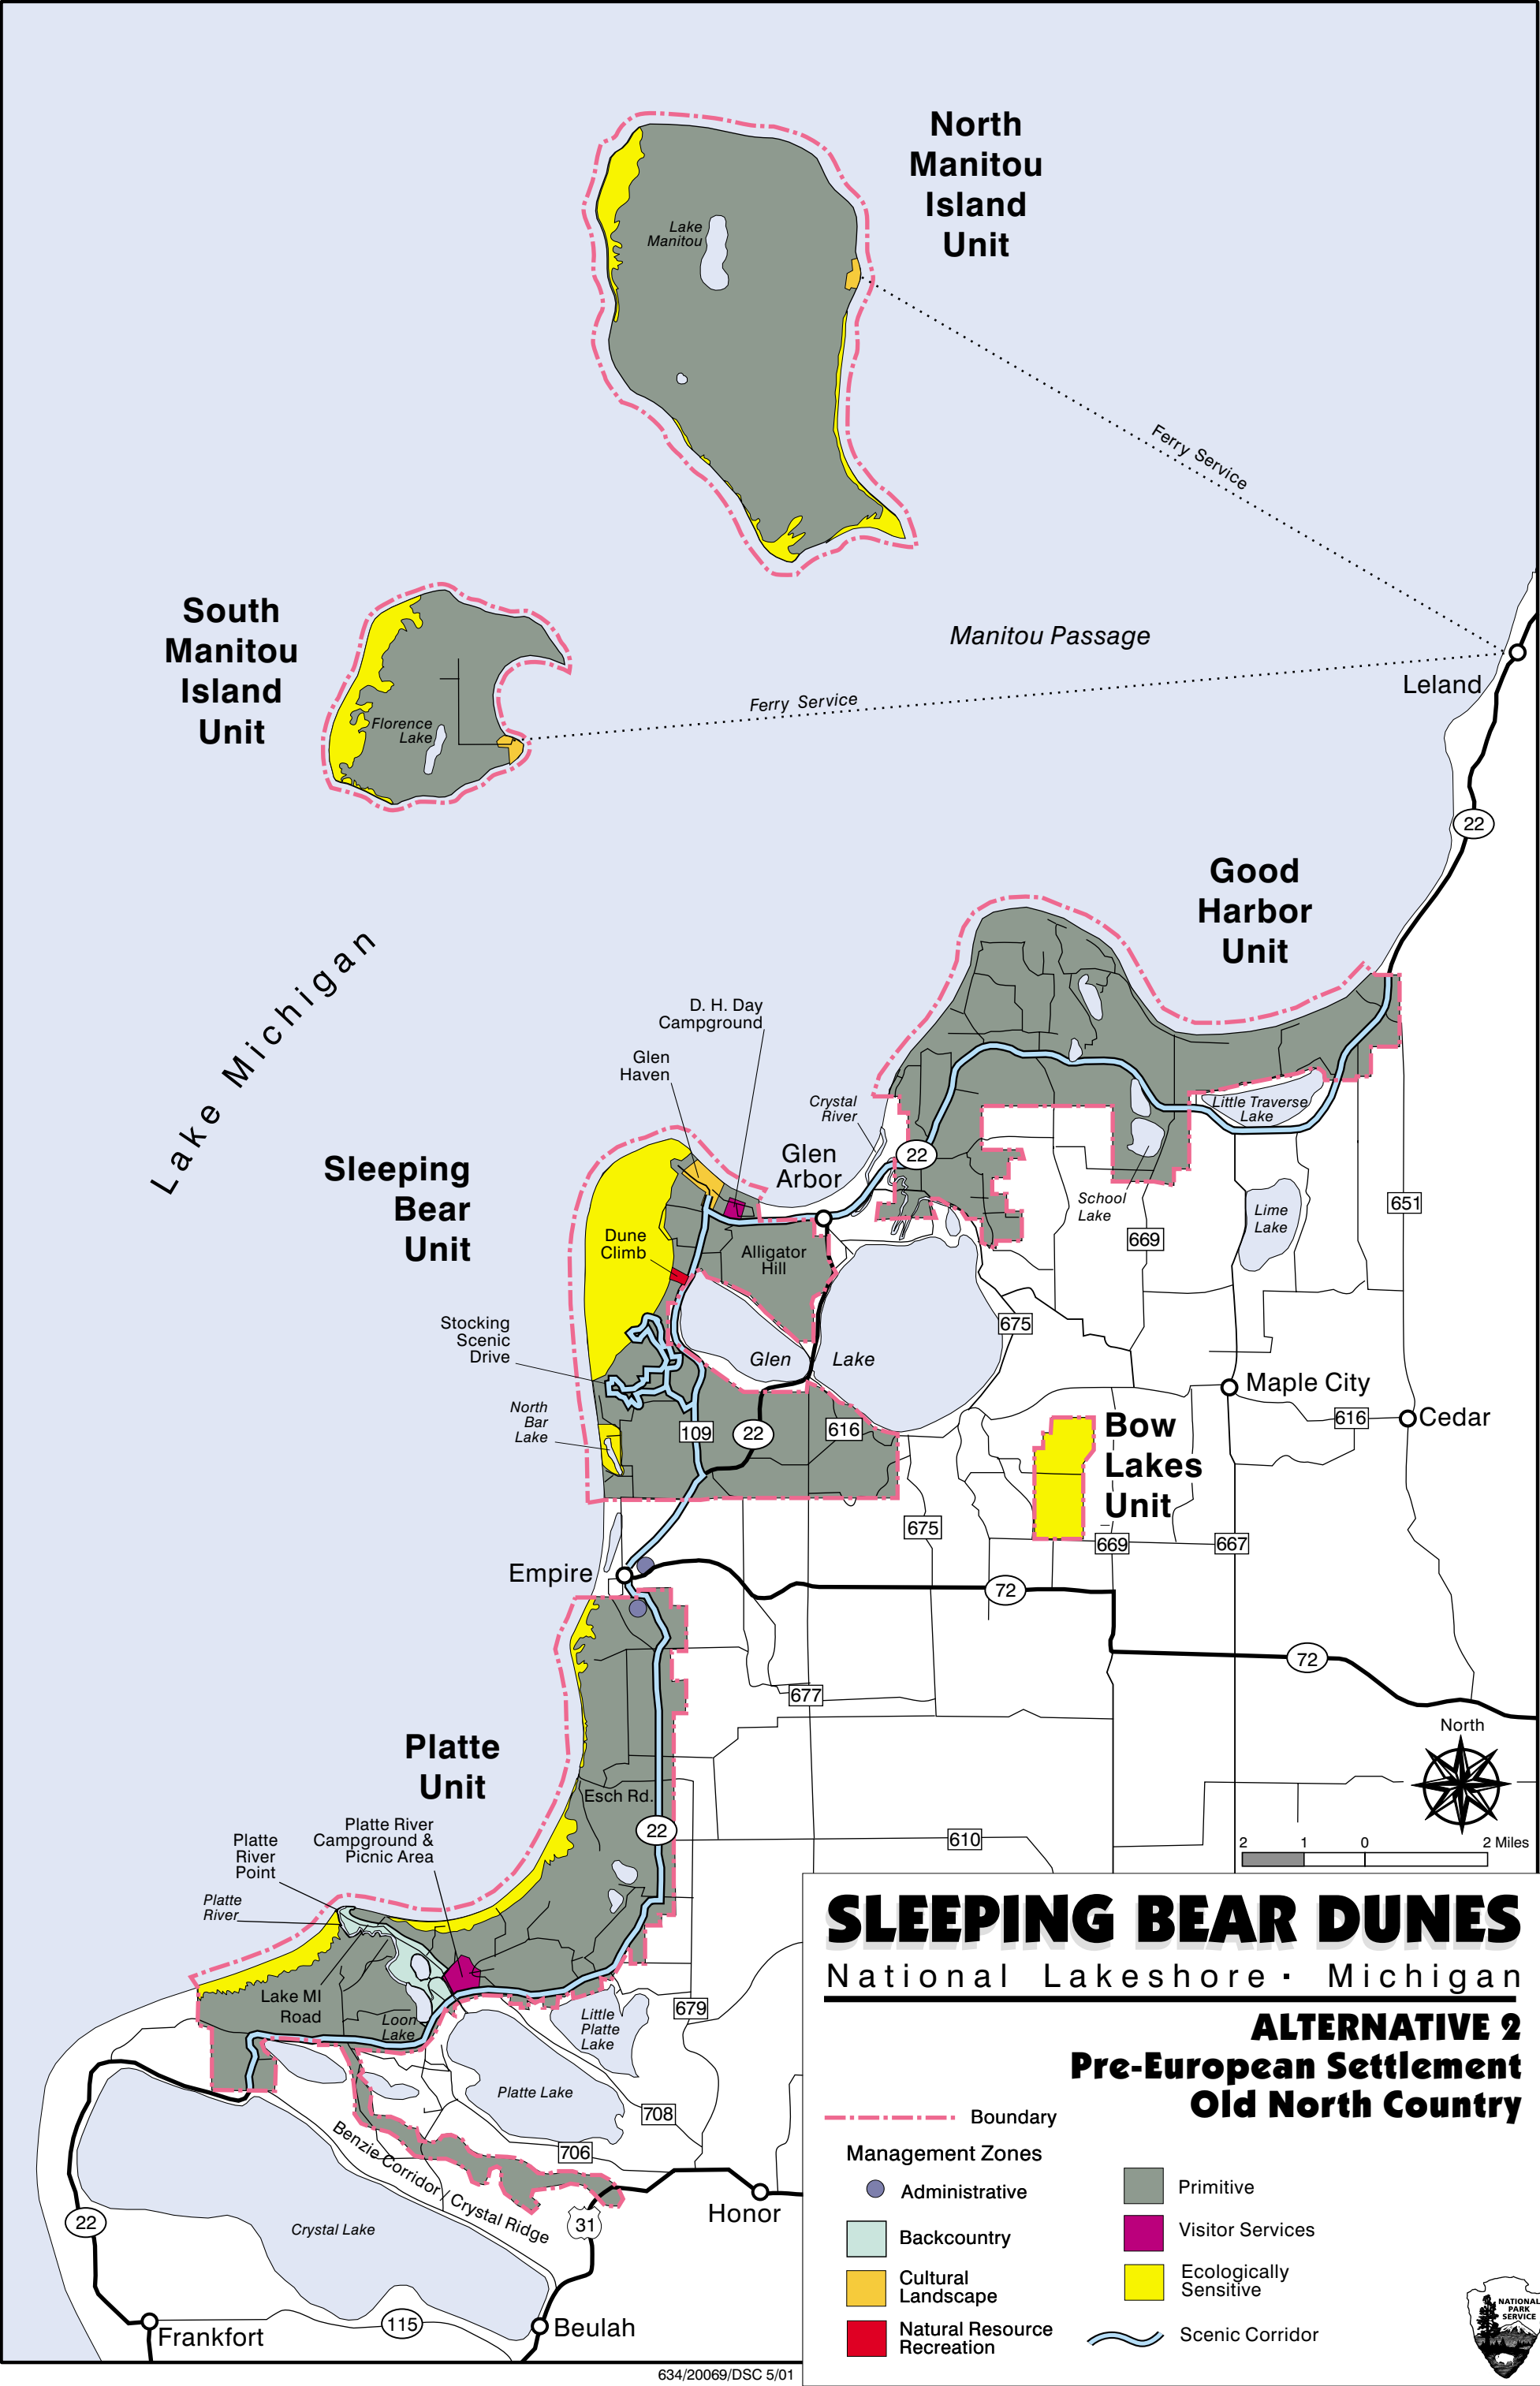 North
Manitou
Island
Unit
Lake
Manitou
Ferry Service
South
Manitou
Island
Unit
Manitou Passage
Leland
Ferry Service
Florence
Lake
22
Good
Harbor
Unit
Lake Michigan
D. H. Day
Campground
Glen
Haven
Crystal
River
Little Traverse
Lake
Glen
Arbor
22
Sleeping
Bear
Unit
School
Lake
Lime
Lake
651
669
Dune
Climb
Alligator
Hill
Stocking
Scenic
Drive
675
Glen Lake
Maple City
North
Bar
Lake
109
22
616
Bow
Lakes
Unit
616
Cedar
675
669
667
Empire
72
72
677
North
Platte
Unit
Esch Rd.
22
610
2 1 0 2 Miles
Platte River
Campground &
Picnic Area
Platte
River
Point
Platte
River
Lake MI
Road
Loon
Lake
Little
Platte
Lake
679
Platte Lake
708
706
Benzie Corridor / Crystal Ridge
31
Honor
22
Crystal Lake
115
Frankfort
Beulah
SLEEPING BEAR DUNES
National Lakeshore · Michigan
ALTERNATIVE 2
Pre-European Settlement
Old North Country
Boundary
Management Zones
Administrative
Backcountry
Cultural
Landscape
Natural Resource
Recreation
Primitive
Visitor Services
Ecologically
Sensitive
Scenic Corridor
NATIONAL
PARK
SERVICE
634/20069/DSC 5/01